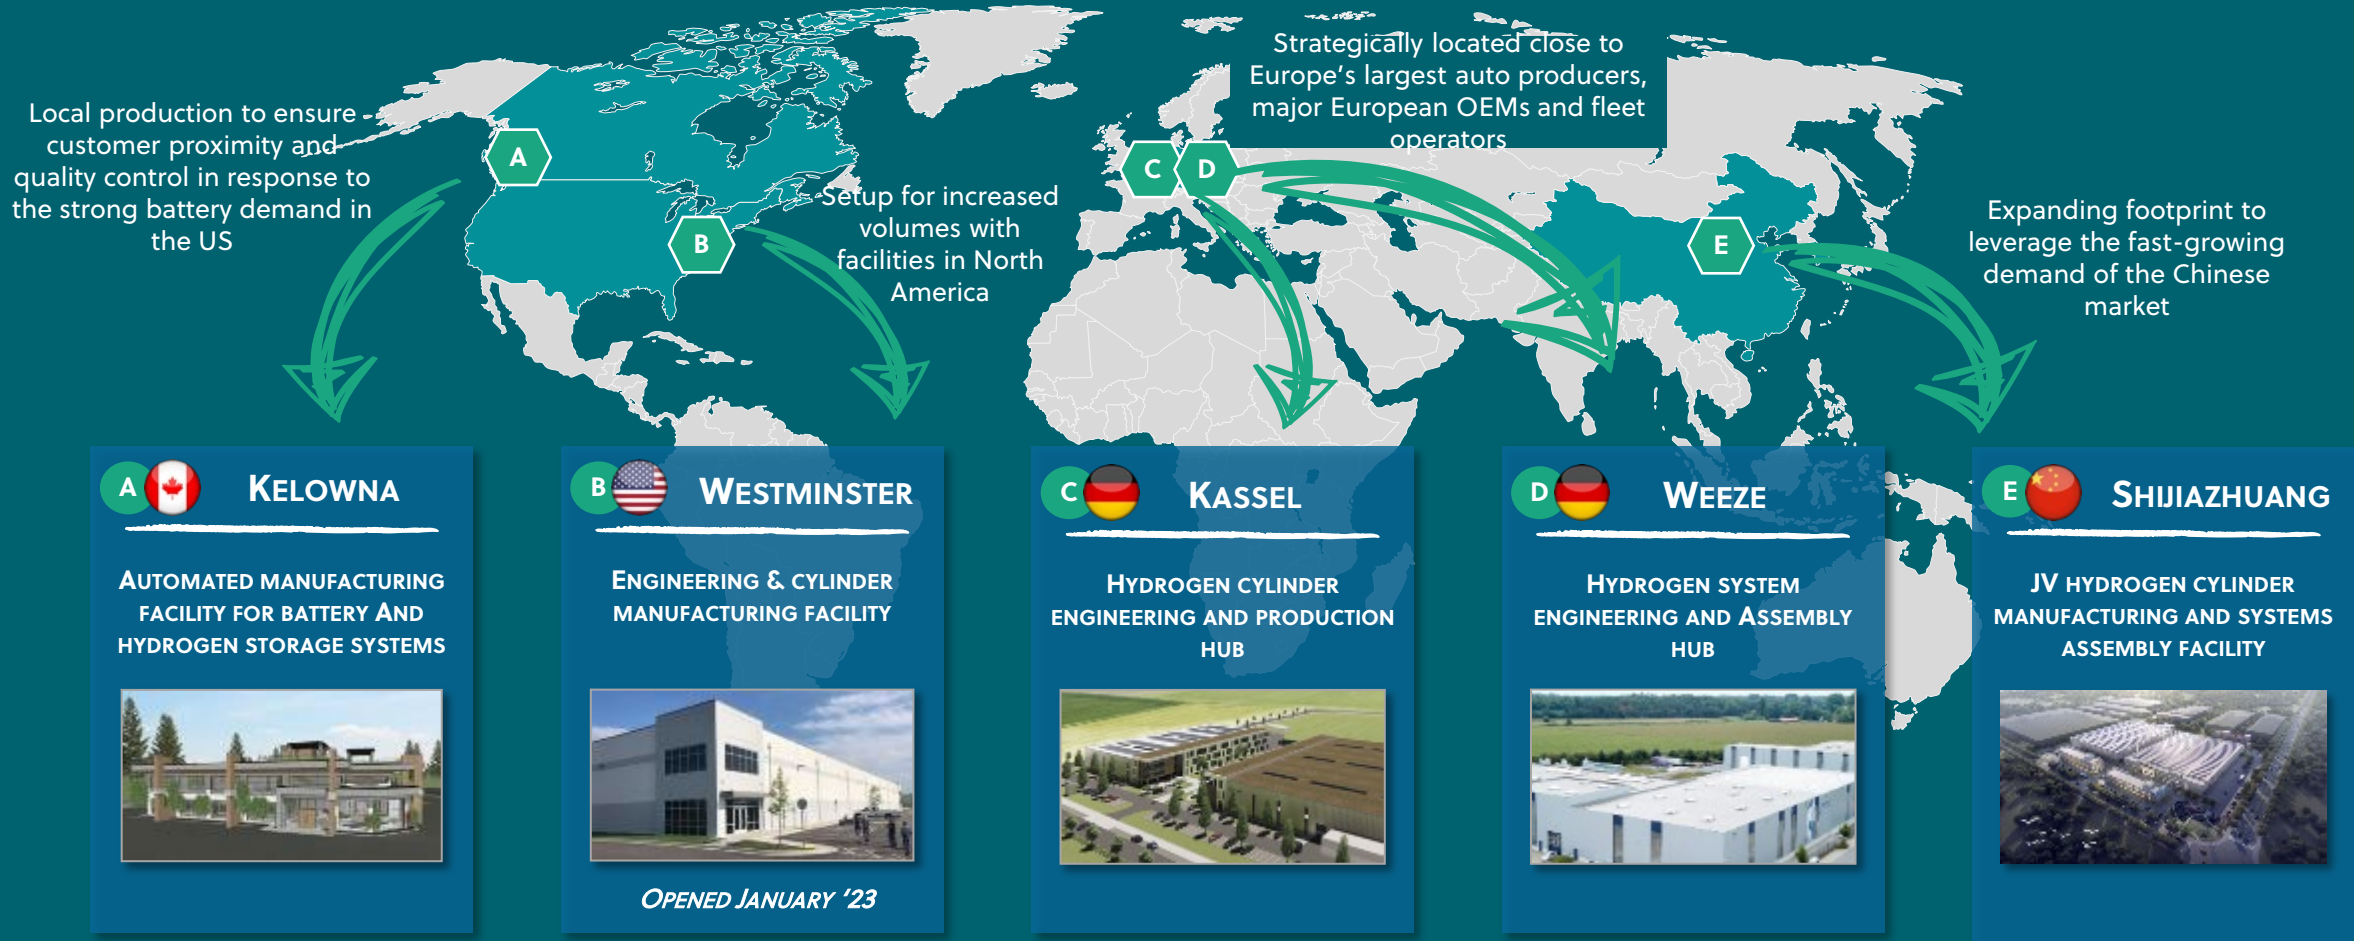 Local production to ensure
customer proximity and
quality control in response to
the strong battery demand in
the US
Setup for increased
volumes with
facilities in North
America
Strategically located close to
Europe's largest auto producers,
major European OEMs and fleet
operators
Expanding footprint to
leverage the fast-growing
demand of the Chinese
market
A
B
C
D
E
A
KELOWNA
AUTOMATED MANUFACTURING
FACILITY FOR BATTERY AND
HYDROGEN STORAGE SYSTEMS
B
WESTMINSTER
ENGINEERING & CYLINDER
MANUFACTURING FACILITY
OPENED JANUARY '23
C
KASSEL
HYDROGEN CYLINDER
ENGINEERING AND PRODUCTION
HUB
D
WEEZE
HYDROGEN SYSTEM
ENGINEERING AND ASSEMBLY
HUB
E
SHIJIAZHUANG
JV HYDROGEN CYLINDER
MANUFACTURING AND SYSTEMS
ASSEMBLY FACILITY